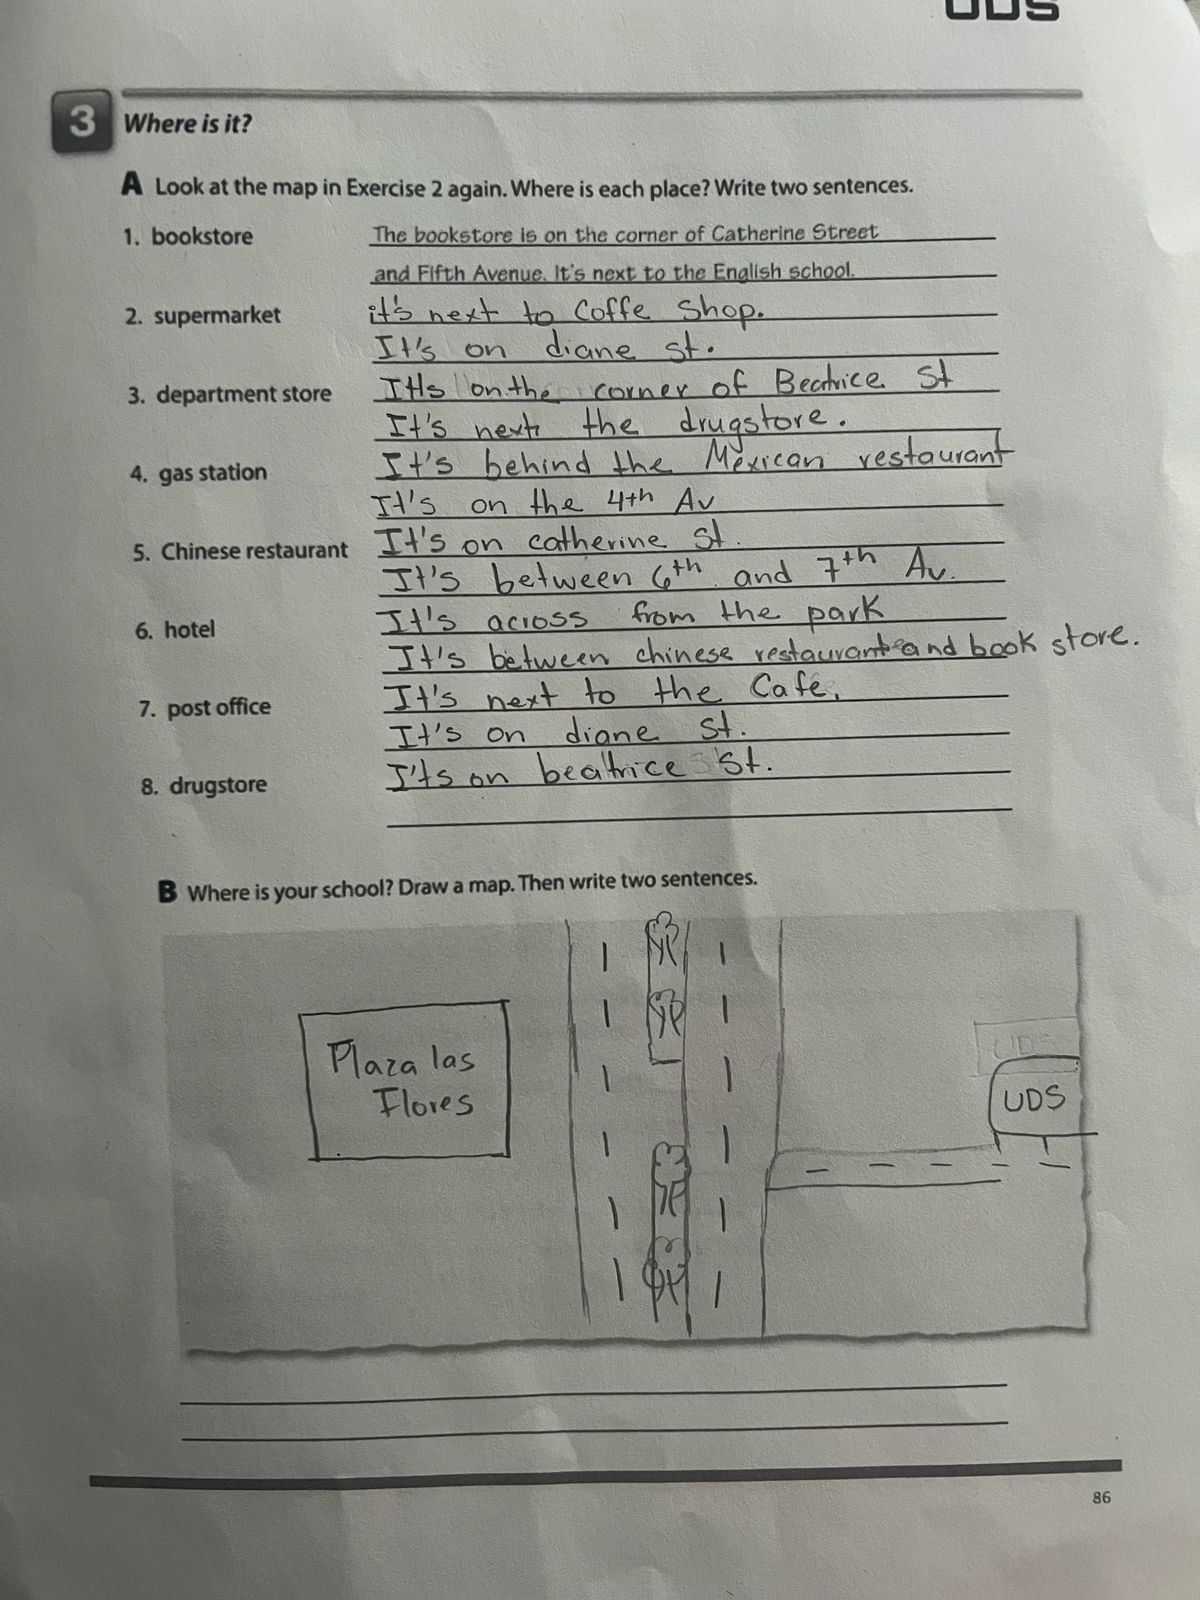 UDS
3 Where is it?
A Look at the map in Exercise 2 again. Where is each place? Write two sentences.
1. bookstore The bookstore is on the corner of Catherine Street
and Fifth Avenue. It's next to the English school.
2. supermarket it's next to Coffe Shop.
It's on diane st.
3. department store It's on the corner of Beatrice St
It's next the drugstore.
4. gas station It's behind the Mexican restaurant
It's on the 4th Av
5. Chinese restaurant It's on catherine st.
It's between 6th and 7th Av.
6. hotel It's across from the park
It's between chinese restaurant and book store.
7. post office It's next to the Cafe.
It's on diane st.
8. drugstore I'ts on beatrice St.
B Where is your school? Draw a map. Then write two sentences.
Plaza las
Flores
UDS
UDS
86